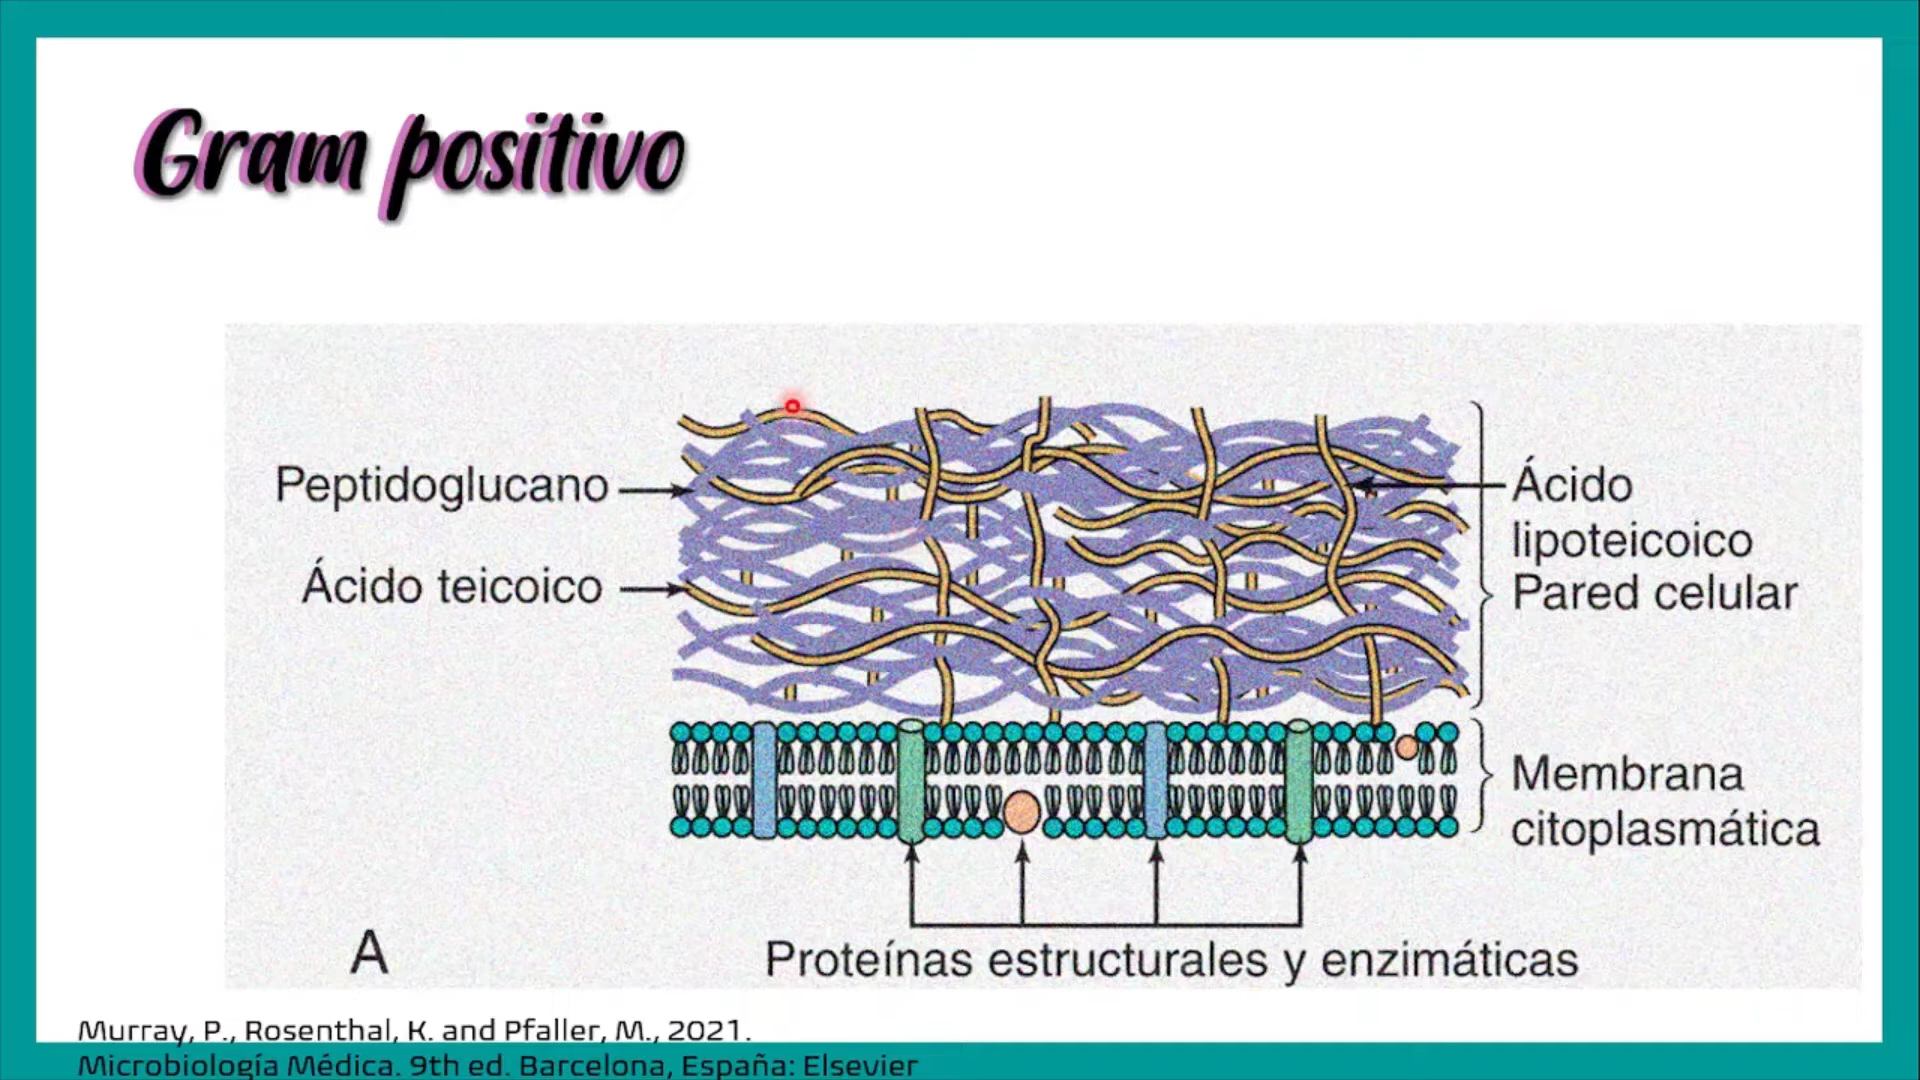 Gram positivo
Peptidoglucano
Ácido teicoico
Ácido
lipoteicoico
Pared celular
Membrana
citoplasmática
Proteínas estructurales y enzimáticas
A
Murray, P., Rosenthal, K. and Pfaller, M., 2021.
Microbiología Médica. 9th ed. Barcelona, España: Elsevier